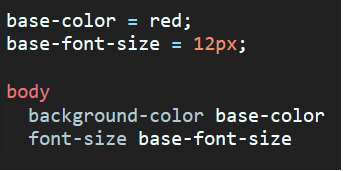 base-color = red;
base-font-size = 12px;
body
background-color base-color
font-size base-font-size